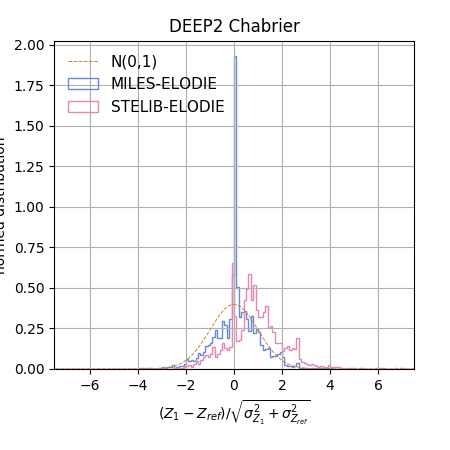 DEEP2 Chabrier
2.00
1.75
1.50
1.25
1.00
0.75
0.50
0.25
0.00
N(0,1)
MILES-ELODIE
STELIB-ELODIE
normed distribution
−6 −4 −2 0 2 4 6
(Z₁ − Z_ref)/√(σ²_Z₁ + σ²_Z_ref)